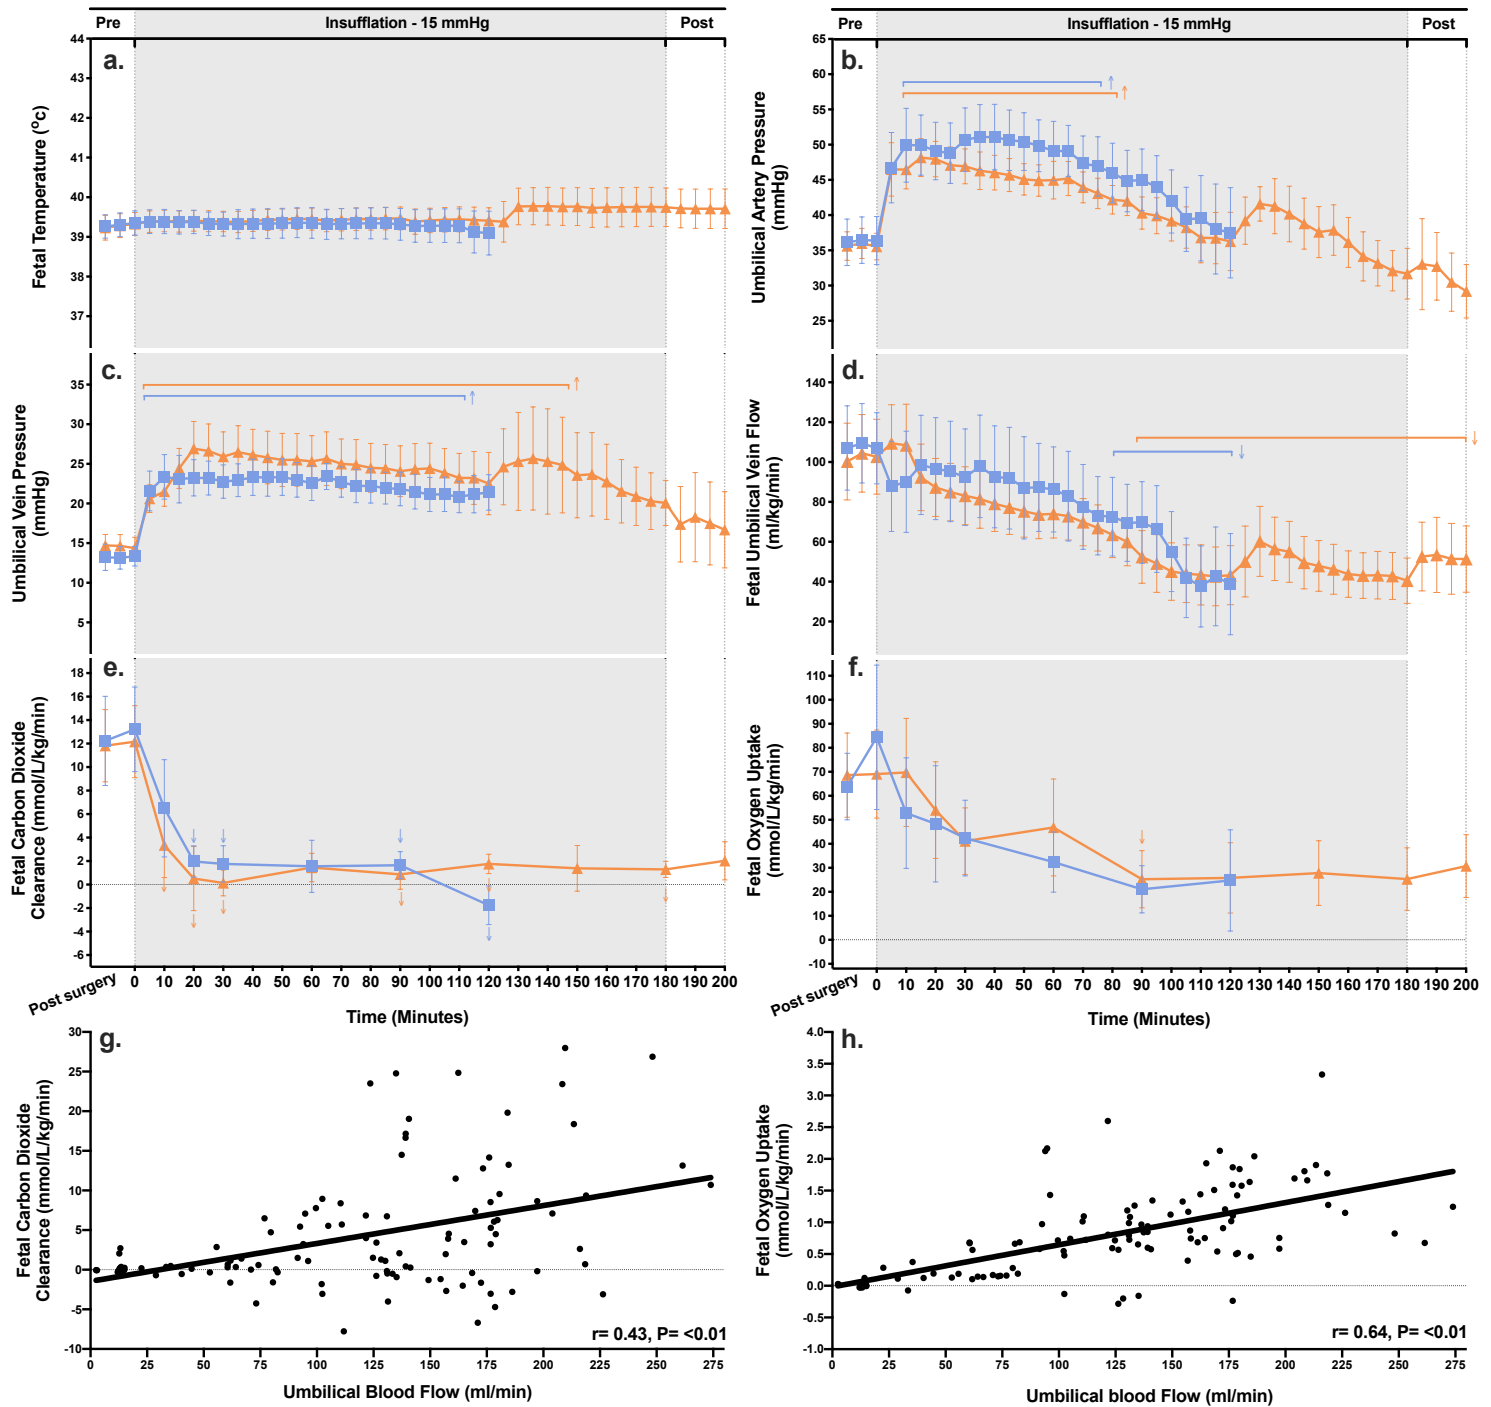 Pre
Insufflation - 15 mmHg
Post
a.
Fetal Temperature (⁰c)
44
43
42
41
40
39
38
37
Pre
Insufflation - 15 mmHg
Post
b.
Umbilical Artery Pressure
(mmHg)
65
60
55
50
45
40
35
30
25
↑
↑
c.
Umbilical Vein Pressure
(mmHg)
35
30
25
20
15
10
5
↑
↑
d.
Fetal Umbilical Vein Flow
(ml/kg/min)
140
120
100
80
60
40
20
↓
↓
e.
Fetal Carbon Dioxide
Clearance (mmol/L/kg/min)
18
16
14
12
10
8
6
4
2
0
-2
-4
-6
Post surgery 0 10 20 30 40 50 60 70 80 90 100 110 120 130 140 150 160 170 180 190 200
Time (Minutes)
f.
Fetal Oxygen Uptake
(mmol/L/kg/min)
110
100
90
80
70
60
50
40
30
20
10
0
-10
Post surgery 0 10 20 30 40 50 60 70 80 90 100 110 120 130 140 150 160 170 180 190 200
Time (Minutes)
g.
Fetal Carbon Dioxide
Clearance (mmol/L/kg/min)
30
25
20
15
10
5
0
-5
-10
r= 0.43, P= <0.01
0 25 50 75 100 125 150 175 200 225 250 275
Umbilical Blood Flow (ml/min)
h.
Fetal Oxygen Uptake
(mmol/L/kg/min)
4.0
3.5
3.0
2.5
2.0
1.5
1.0
0.5
0.0
-0.5
-1.0
r= 0.64, P= <0.01
0 25 50 75 100 125 150 175 200 225 250 275
Umbilical blood Flow (ml/min)